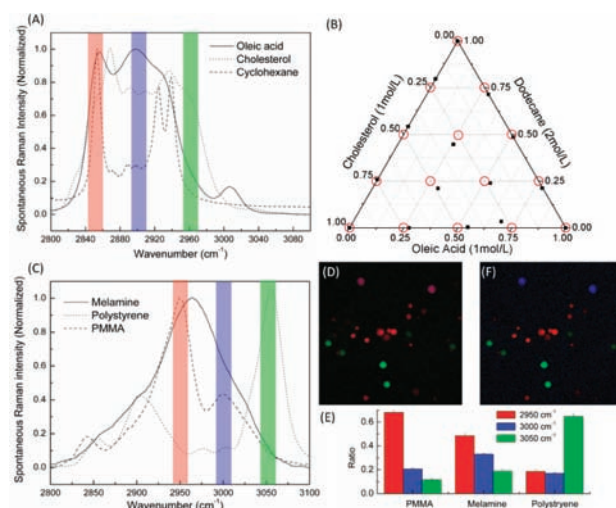 (A)
Spontaneous Raman Intensity (Normalized)
1.0
0.8
0.6
0.4
0.2
0.0
Oleic acid
Cholesterol
Cyclohexane
2800 2840 2880 2920 2960 3000 3040 3080
Wavenumber (cm-1)
(B)
0.00 1.00
0.25 0.75
0.50 0.50
0.75 0.25
1.00 0.00
0.00 0.25 0.50 0.75 1.00
Cholesterol (1mol/L)
Dodecane (2mol/L)
Oleic Acid (1mol/L)
(C)
Spontaneous Raman intensity (Normalized)
1.0
0.8
0.6
0.4
0.2
0.0
Melamine
Polystyrene
PMMA
2800 2850 2900 2950 3000 3050 3100
Wavenumber (cm-1)
(D)
(F)
(E)
Ratio
0.6
0.4
0.2
0.0
2950 cm-1
3000 cm-1
3050 cm-1
PMMA Melamine Polystryene